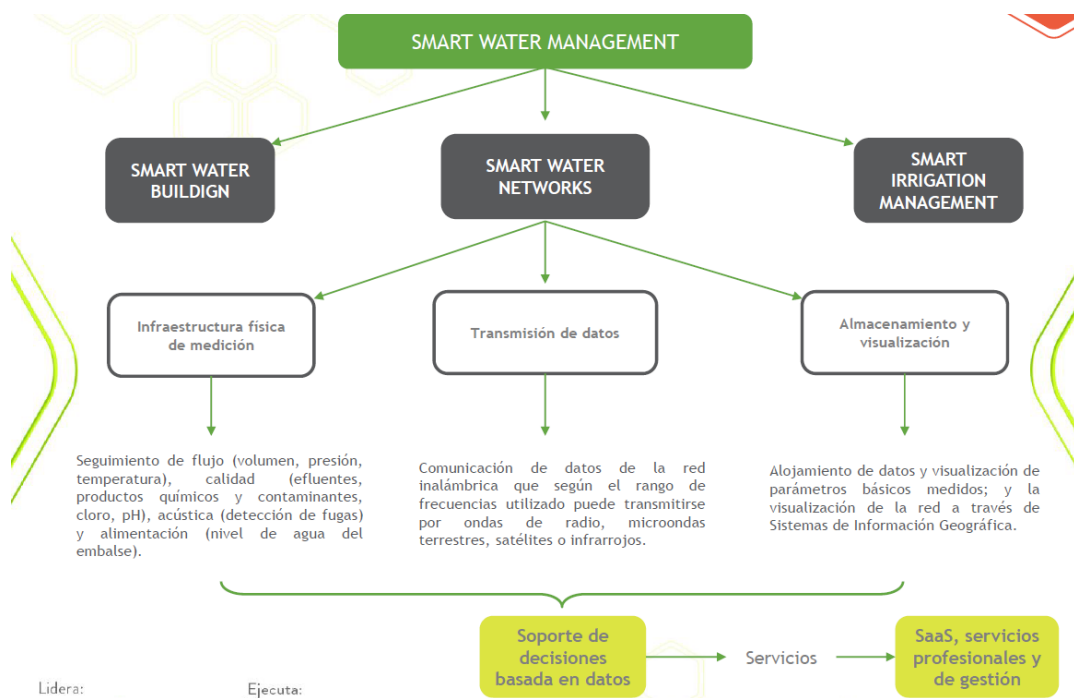 SMART WATER MANAGEMENT
SMART WATER
BUILDIGN
SMART WATER
NETWORKS
SMART
IRRIGATION
MANAGEMENT
Infraestructura física
de medición
Transmisión de datos
Almacenamiento y
visualización
Seguimiento de flujo (volumen, presión,
temperatura), calidad (efluentes,
productos químicos y contaminantes,
cloro, pH), acústica (detección de fugas)
y alimentación (nivel de agua del
embalse).
Comunicación de datos de la red
inalámbrica que según el rango de
frecuencias utilizado puede transmitirse
por ondas de radio, microondas
terrestres, satélites o infrarrojos.
Alojamiento de datos y visualización de
parámetros básicos medidos; y la
visualización de la red a través de
Sistemas de Información Geográfica.
Soporte de
decisiones
basada en datos
Servicios
SaaS, servicios
profesionales y
de gestión
Lidera:
Ejecuta: